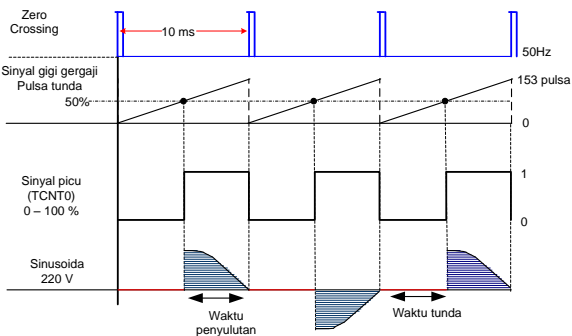 Zero
Crossing
10 ms
50Hz
Sinyal gigi gergaji
Pulsa tunda
50%
153 pulsa
0
Sinyal picu
(TCNT0)
0 – 100 %
1
0
Sinusoida
220 V
Waktu
penyulutan
Waktu tunda